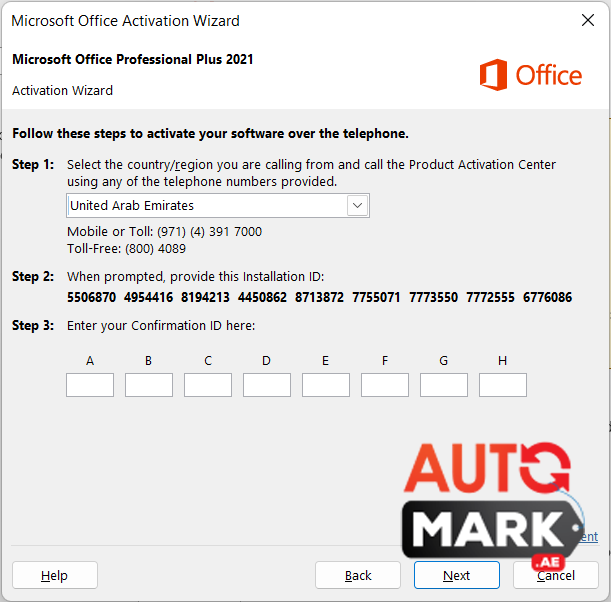 Microsoft Office Activation Wizard
Microsoft Office Professional Plus 2021
Office
Activation Wizard
Follow these steps to activate your software over the telephone.
Step 1: Select the country/region you are calling from and call the Product Activation Center
using any of the telephone numbers provided.
United Arab Emirates
Mobile or Toll: (971) (4) 391 7000
Toll-Free: (800) 4089
Step 2: When prompted, provide this Installation ID:
5506870 4954416 8194213 4450862 8713872 7755071 7773550 7772555 6776086
Step 3: Enter your Confirmation ID here:
A B C D E F G H
AUTO
MARK
.AE
Help Back Next Cancel